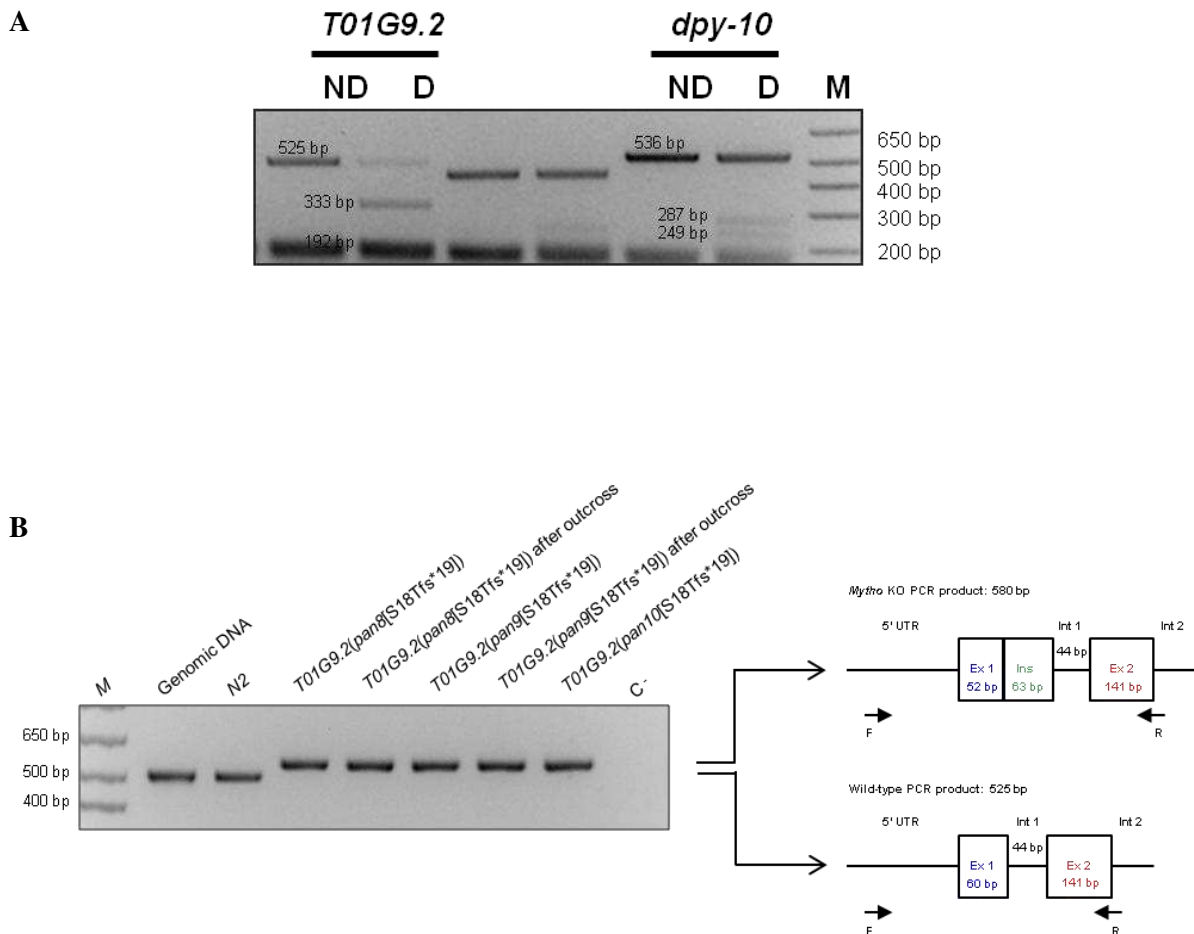 A
T01G9.2
dpy-10
ND D ND D M
525 bp
333 bp
192 bp
536 bp
287 bp
249 bp
650 bp
500 bp
400 bp
300 bp
200 bp
B
M
Genomic DNA
N2
T01G9.2(pan8[S18Tfs*19])
T01G9.2(pan8[S18Tfs*19]) after outcross
T01G9.2(pan9[S18Tfs*19])
T01G9.2(pan9[S18Tfs*19]) after outcross
T01G9.2(pan10[S18Tfs*19])
C-
650 bp
500 bp
400 bp
Mytho KO PCR product: 580 bp
5' UTR Int 1 Int 2
44 bp
Ex 1 Ins Ex 2
52 bp 63 bp 141 bp
F R
Wild-type PCR product: 525 bp
5' UTR Int 1 Int 2
44 bp
Ex 1 Ex 2
60 bp 141 bp
F R